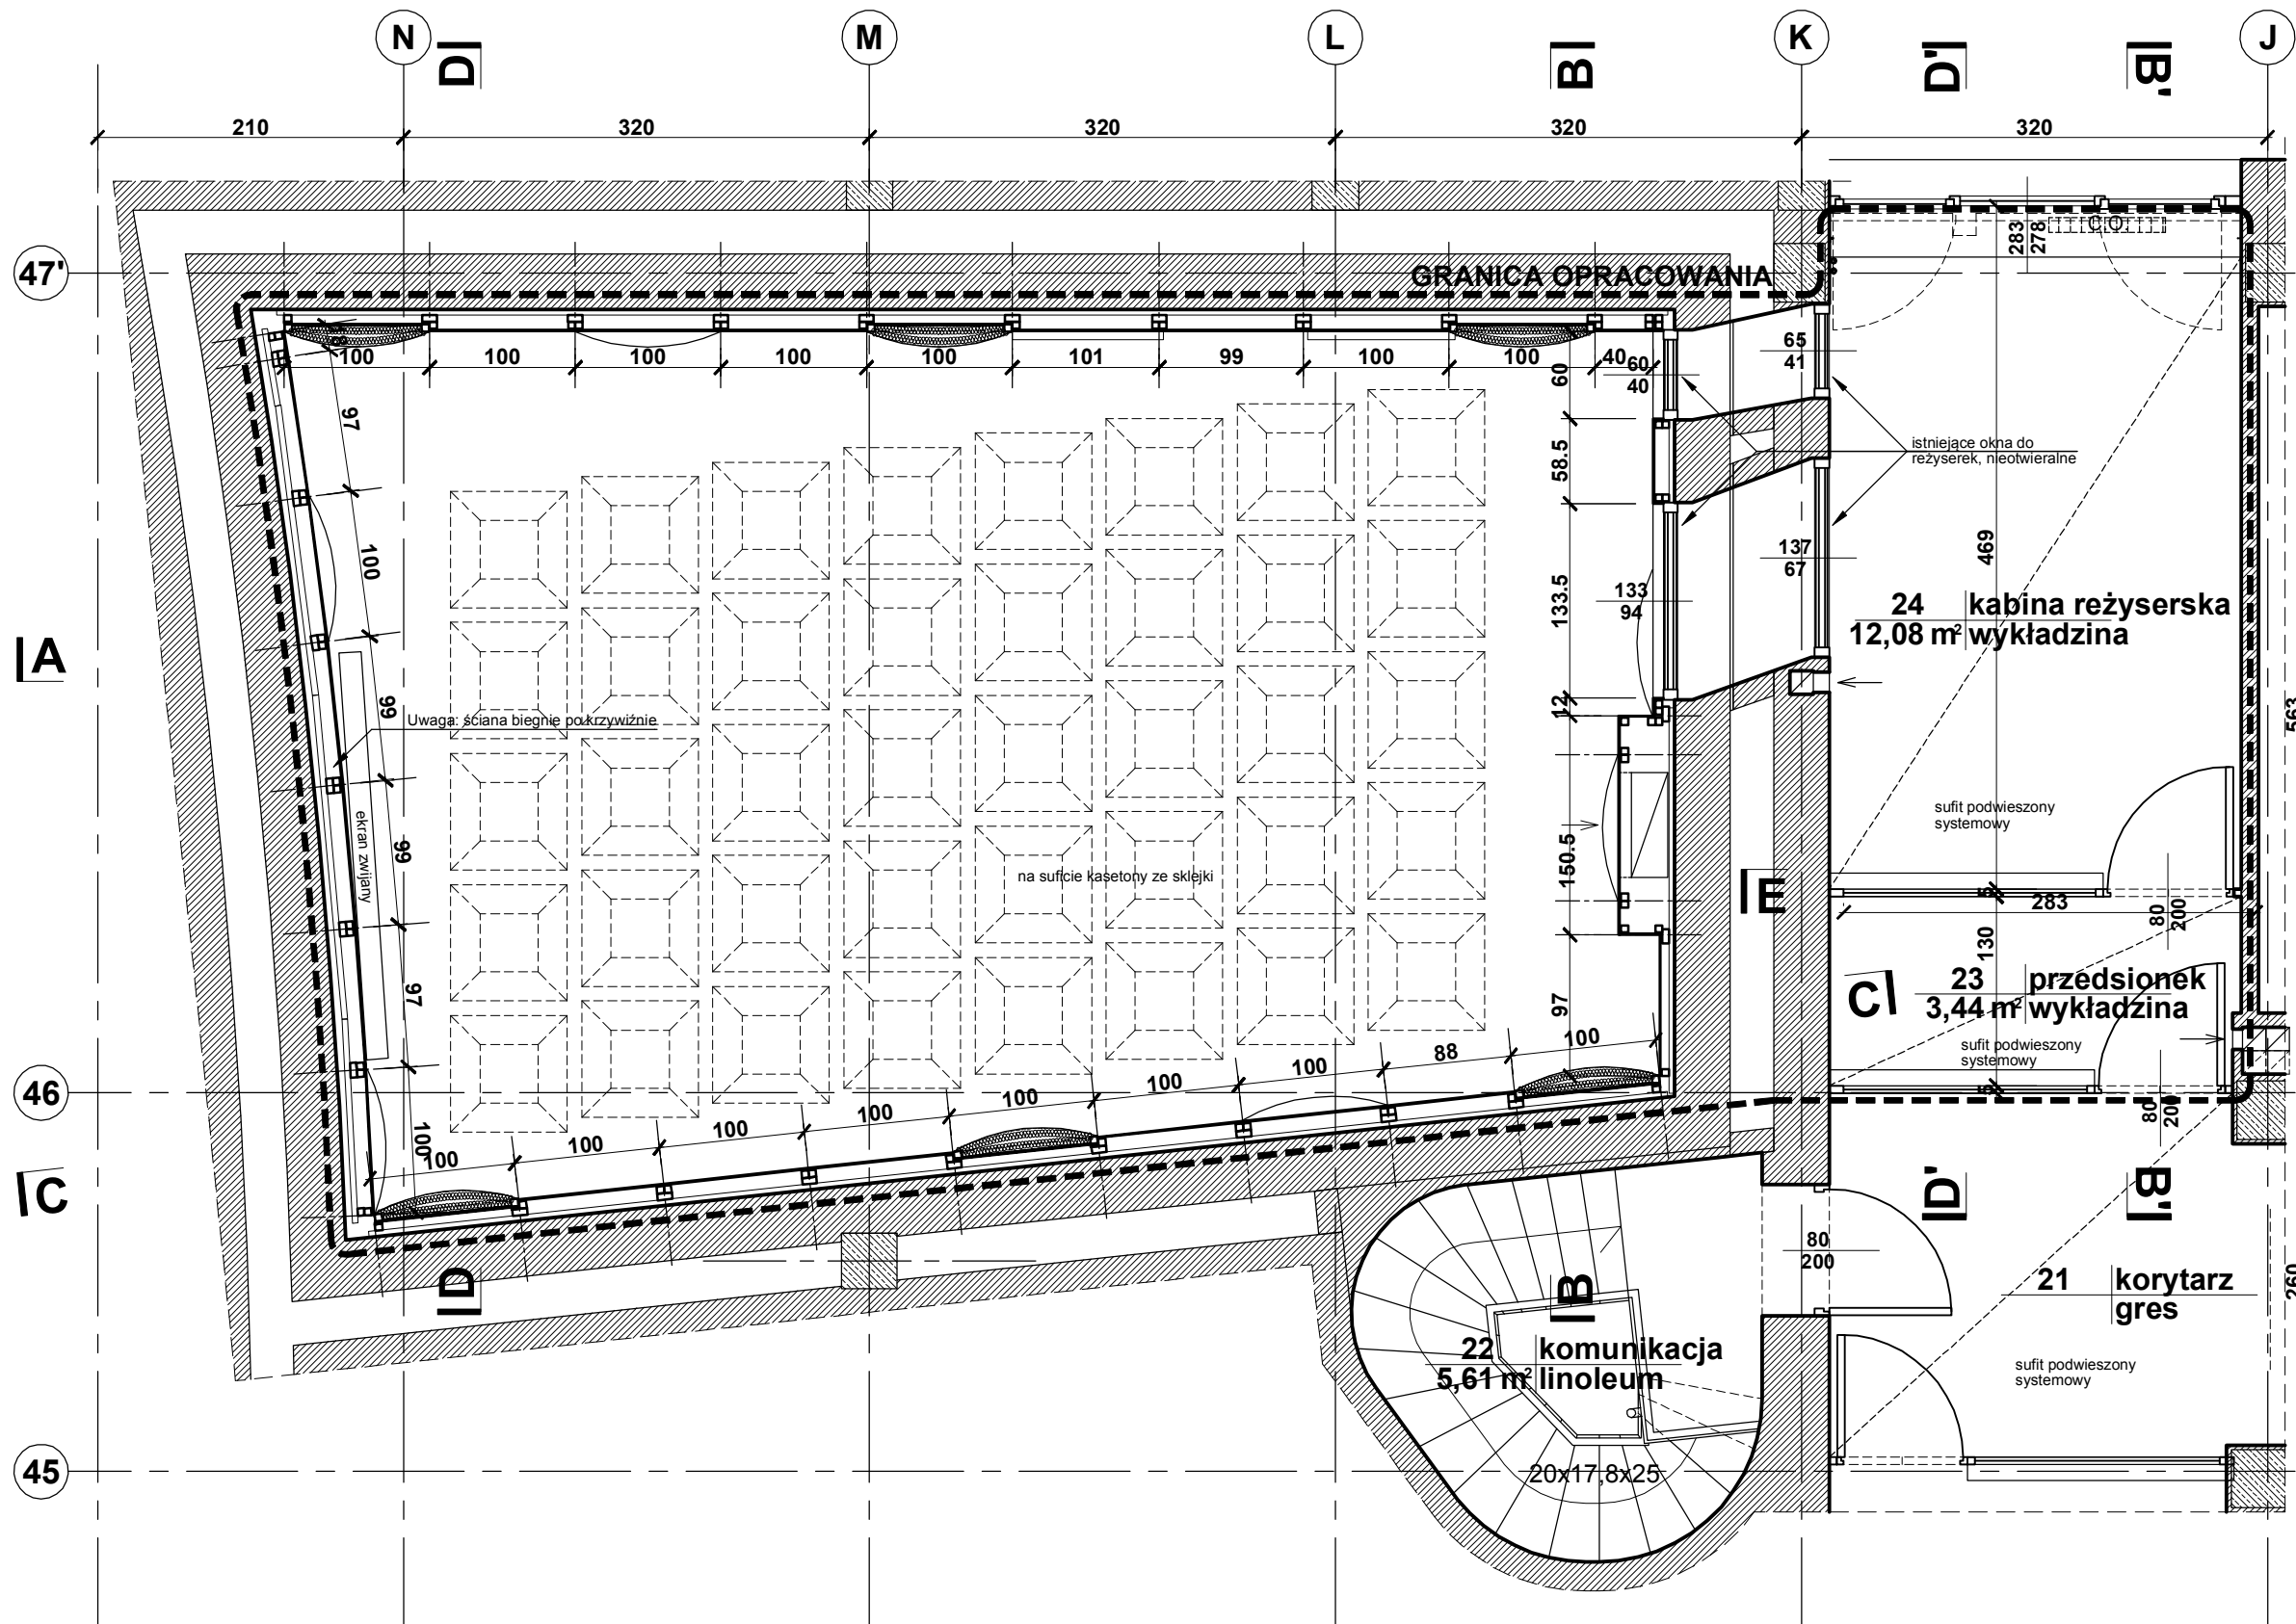 N
D
M
L
B
K
D'
B'
J
210
320
320
320
320
47'
GRANICA OPRACOWANIA
C.O.
283
278
100
100
100
100
100
101
99
100
100
40
60
40
60
65
41
97
58.5
istniejące okna do
reżyserek, nieotwieralne
100
469
137
67
133.5
133
94
24 kabina reżyserska
12,08 m² wykładzina
A
99
12
Uwaga: ściana biegnie po krzywiźnie
563
sufit podwieszony
systemowy
99
ekran zwijany
150.5
na suficie kasetony ze sklejki
E
5
283
80
200
130
97
97
C
23 przedsionek
3,44 m² wykładzina
sufit podwieszony
systemowy
46
5
80
200
100
100
100
100
100
100
100
100
88
100
C
D
D'
B'
B
80
200
21 korytarz
gres
260
22 komunikacja
5,61 m² linoleum
sufit podwieszony
systemowy
45
20x17,8x25